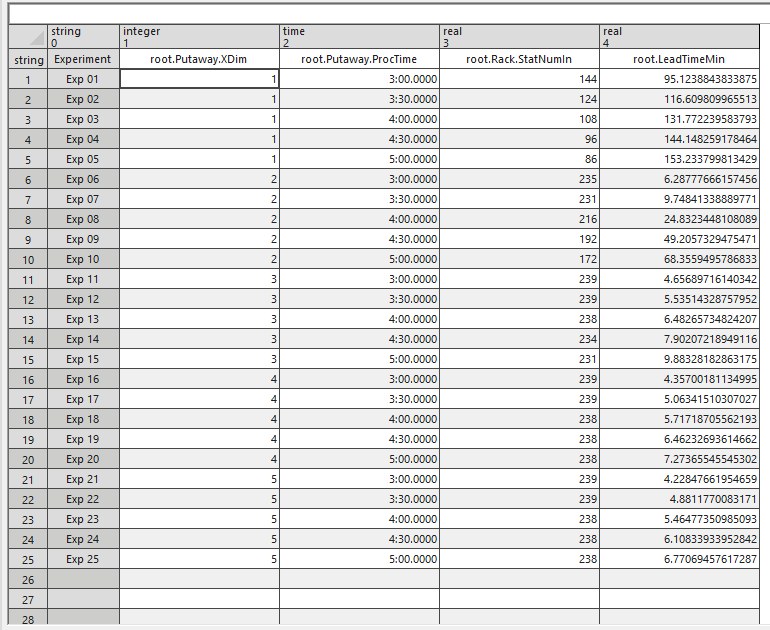 string integer time real real
0 1 2 3 4
string Experiment root.Putaway.XDim root.Putaway.ProcTime root.Rack.StatNumIn root.LeadTimeMin
1 Exp 01 1 3:00.0000 144 95.1238843833875
2 Exp 02 1 3:30.0000 124 116.609809965513
3 Exp 03 1 4:00.0000 108 131.772239583793
4 Exp 04 1 4:30.0000 96 144.148259178464
5 Exp 05 1 5:00.0000 86 153.233799813429
6 Exp 06 2 3:00.0000 235 6.28777666157456
7 Exp 07 2 3:30.0000 231 9.74841338889771
8 Exp 08 2 4:00.0000 216 24.8323448108089
9 Exp 09 2 4:30.0000 192 49.2057329475471
10 Exp 10 2 5:00.0000 172 68.3559495786833
11 Exp 11 3 3:00.0000 239 4.65689716140342
12 Exp 12 3 3:30.0000 239 5.53514328757952
13 Exp 13 3 4:00.0000 238 6.48265734824207
14 Exp 14 3 4:30.0000 234 7.90207218949116
15 Exp 15 3 5:00.0000 231 9.88328182863175
16 Exp 16 4 3:00.0000 239 4.35700181134995
17 Exp 17 4 3:30.0000 239 5.06341510307027
18 Exp 18 4 4:00.0000 238 5.71718705562193
19 Exp 19 4 4:30.0000 238 6.46232693614662
20 Exp 20 4 5:00.0000 238 7.27365545545302
21 Exp 21 5 3:00.0000 239 4.22847661954659
22 Exp 22 5 3:30.0000 239 4.8811770083171
23 Exp 23 5 4:00.0000 238 5.46477350985093
24 Exp 24 5 4:30.0000 238 6.10833933952842
25 Exp 25 5 5:00.0000 238 6.77069457617287
26
27
28